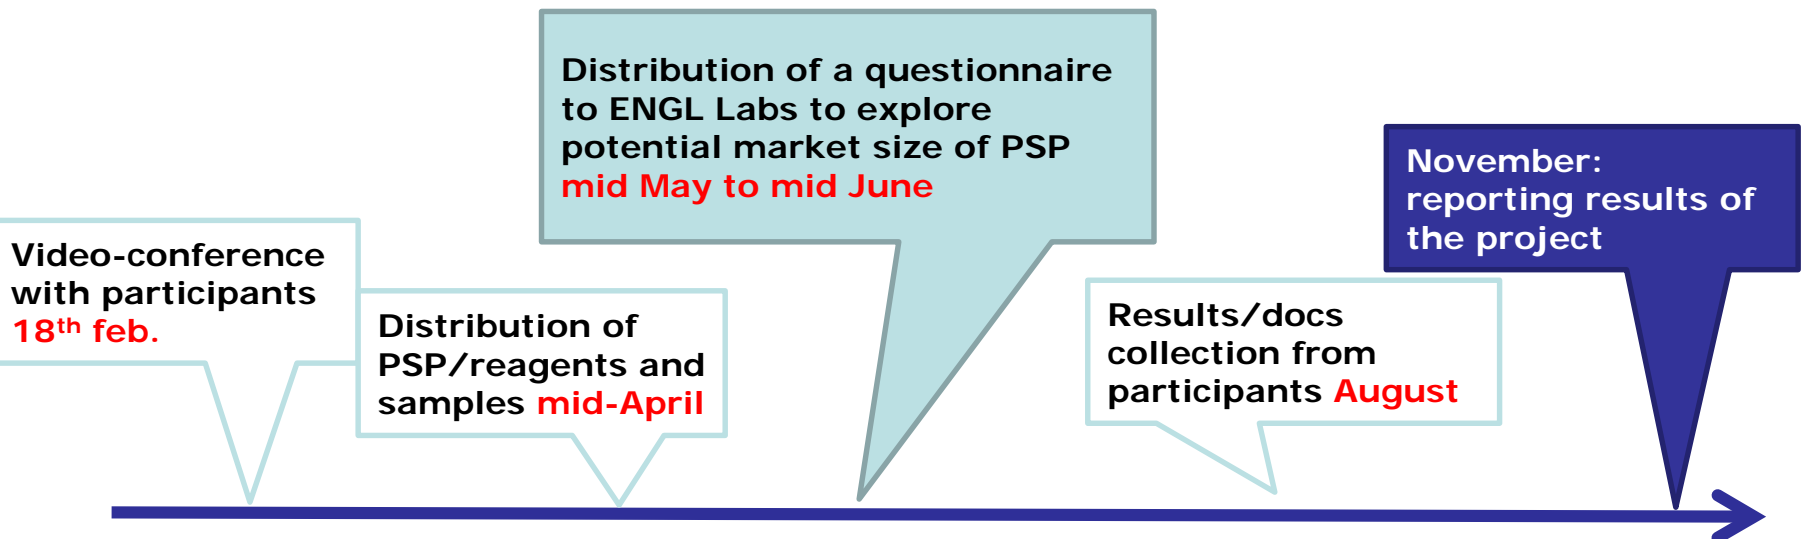 Video-conference
with participants
18th feb.
Distribution of
PSP/reagents and
samples mid-April
Distribution of a questionnaire
to ENGL Labs to explore
potential market size of PSP
mid May to mid June
Results/docs
collection from
participants August
November:
reporting results of
the project